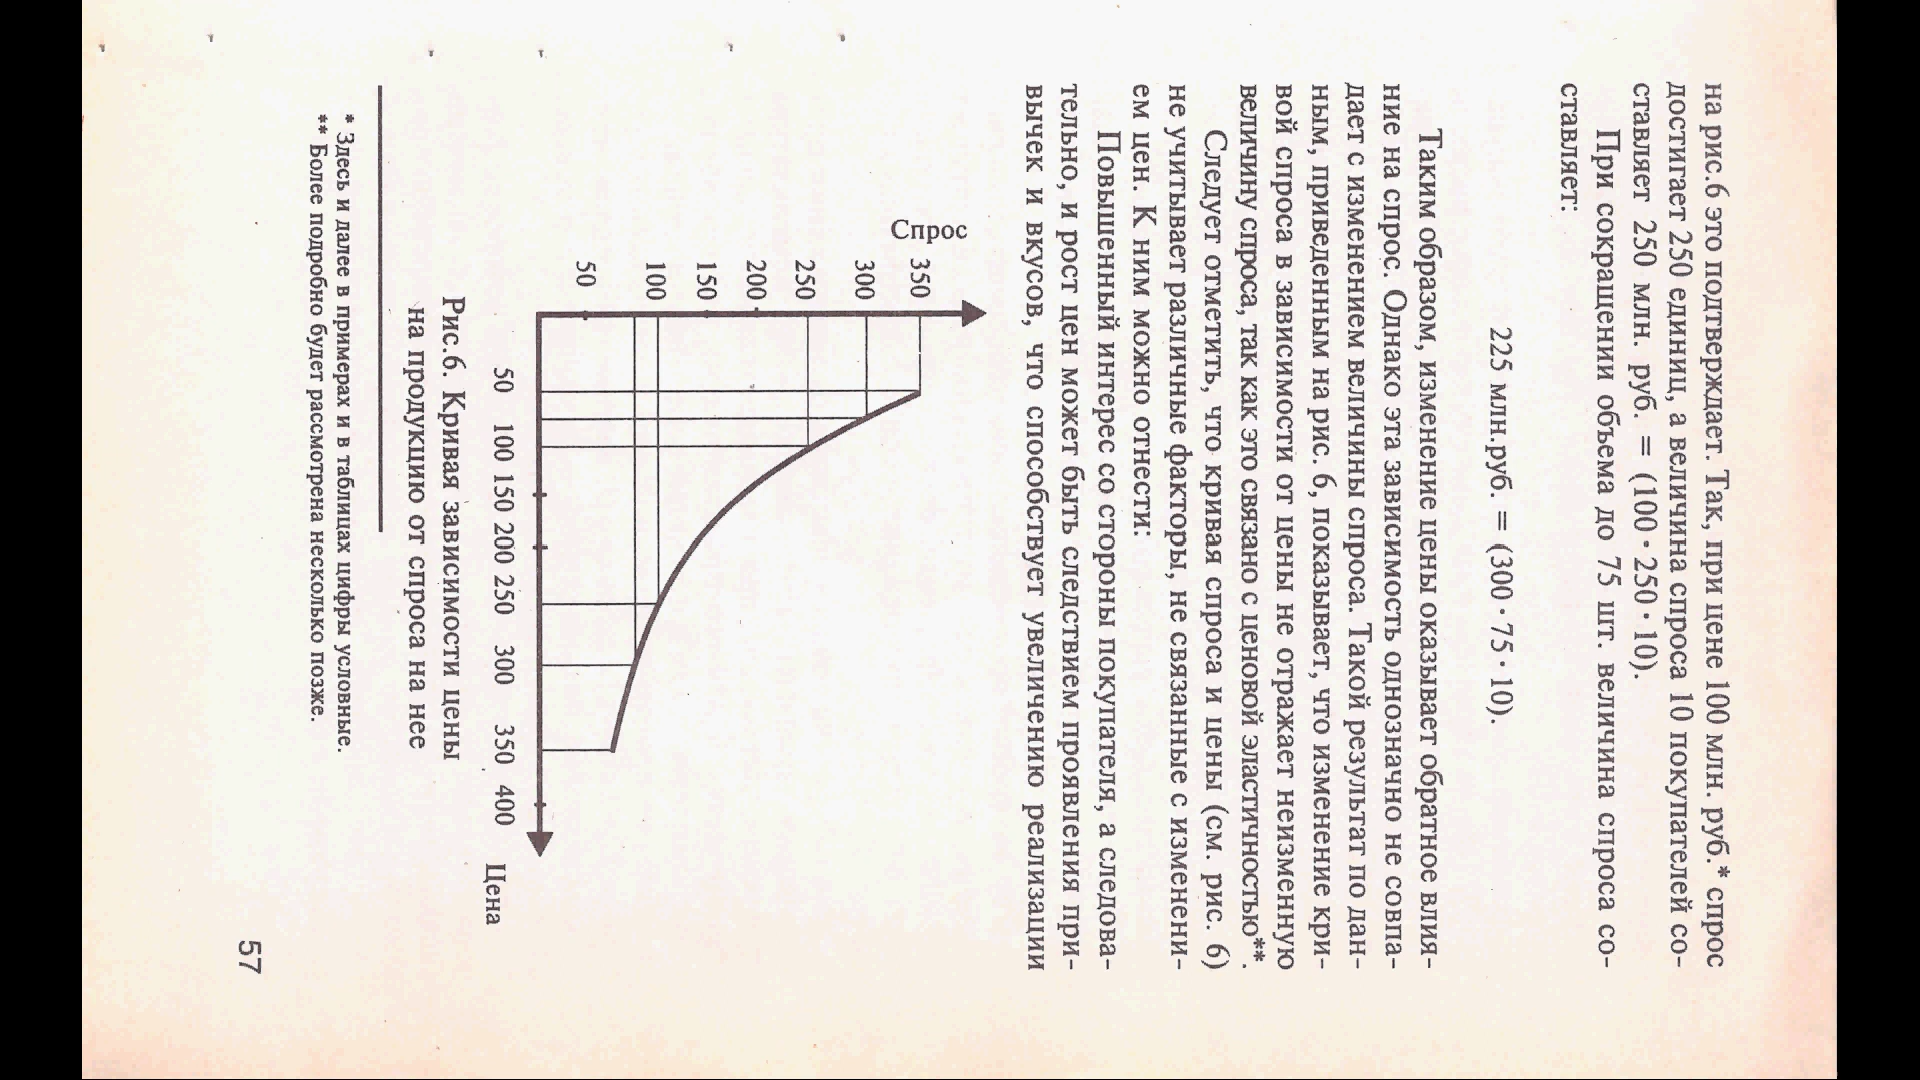 на рис.6 это подтверждает. Так, при цене 100 млн. руб.* спрос
достигает 250 единиц, а величина спроса 10 покупателей со-
ставляет 250 млн. руб. = (100·250·10).
При сокращении объема до 75 шт. величина спроса со-
ставляет:
225 млн.руб. = (300·75·10).
Таким образом, изменение цены оказывает обратное влия-
ние на спрос. Однако эта зависимость однозначно не совпа-
дает с изменением величины спроса. Такой результат по дан-
ным, приведенным на рис. 6, показывает, что изменение кри-
вой спроса в зависимости от цены не отражает неизменную
величину спроса, так как это связано с ценовой эластичностью**.
Следует отметить, что кривая спроса и цены (см. рис. 6)
не учитывает различные факторы, не связанные с изменени-
ем цен. К ним можно отнести:
Повышенный интерес со стороны покупателя, а следова-
тельно, и рост цен может быть следствием проявления при-
вычек и вкусов, что способствует увеличению реализации
Спрос
350
300
250
200
150
100
50
50 100 150 200 250 300 350 400 Цена
Рис.6. Кривая зависимости цены
на продукцию от спроса на нее
* Здесь и далее в примерах и в таблицах цифры условные.
** Более подробно будет рассмотрена несколько позже.
57